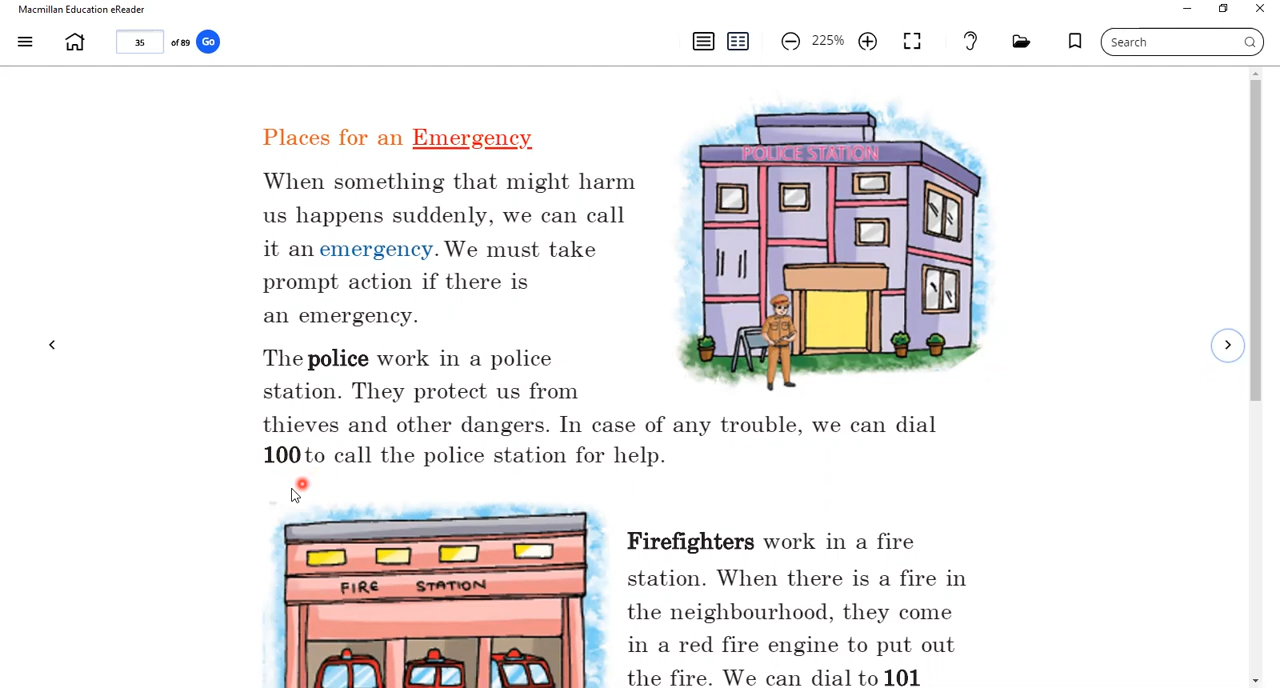 Macmillan Education eReader
35 of 89 Go 225% Search
Places for an Emergency
When something that might harm
us happens suddenly, we can call
it an emergency. We must take
prompt action if there is
an emergency.
POLICE STATION
The police work in a police
station. They protect us from
thieves and other dangers. In case of any trouble, we can dial
100 to call the police station for help.
FIRE STATION
Firefighters work in a fire
station. When there is a fire in
the neighbourhood, they come
in a red fire engine to put out
the fire. We can dial to 101